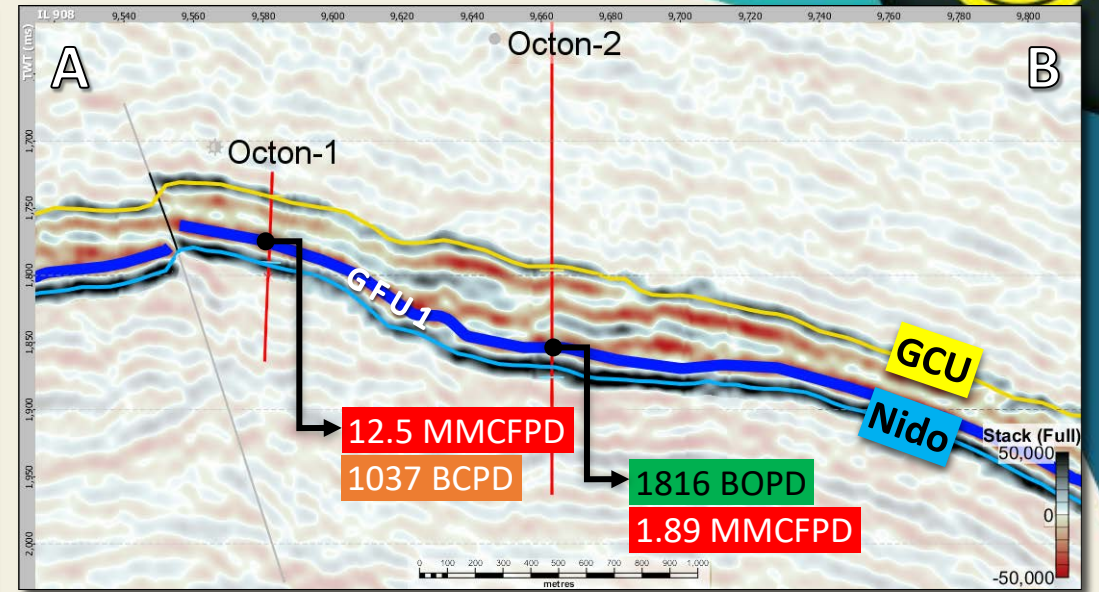 IL 908
9,540 9,560 9,580 9,600 9,620 9,640 9,660 9,680 9,700 9,720 9,740 9,760 9,780 9,800
TWT (ms)
A
Octon-2
B
1,700
Octon-1
1,750
1,800
GFU1
1,850
GCU
1,900
12.5 MMCFPD
Nido
Stack (Full)
50,000
1037 BCPD
1,950
1816 BOPD
0
1.89 MMCFPD
2,000
0 100 200 300 400 500 600 700 800 900 1,000
metres
-50,000